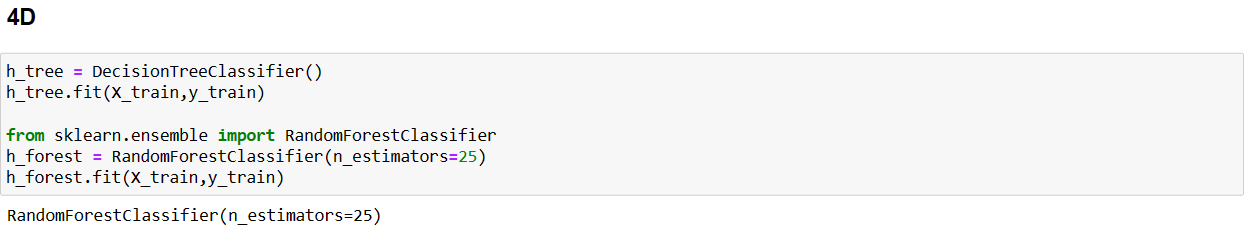 4D
h_tree = DecisionTreeClassifier()
h_tree.fit(X_train,y_train)
from sklearn.ensemble import RandomForestClassifier
h_forest = RandomForestClassifier(n_estimators=25)
h_forest.fit(X_train,y_train)
RandomForestClassifier(n_estimators=25)